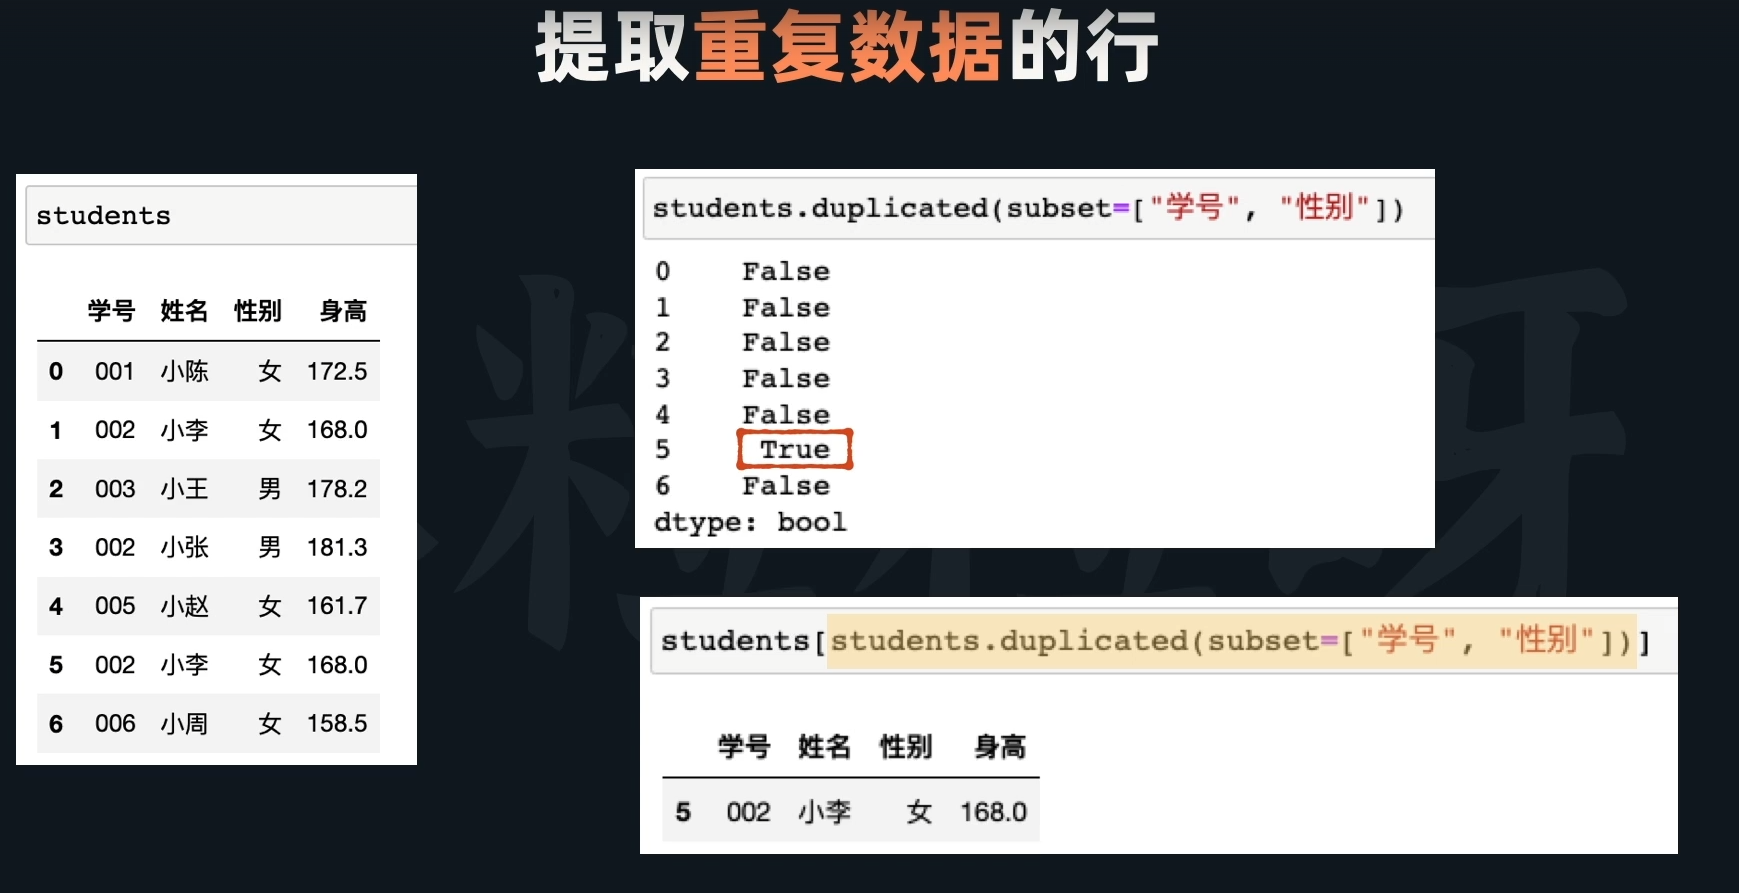 提取重复数据的行
students
学号 姓名 性别 身高
0 001 小陈 女 172.5
1 002 小李 女 168.0
2 003 小王 男 178.2
3 002 小张 男 181.3
4 005 小赵 女 161.7
5 002 小李 女 168.0
6 006 小周 女 158.5
students.duplicated(subset=["学号", "性别"])
0 False
1 False
2 False
3 False
4 False
5 True
6 False
dtype: bool
students[students.duplicated(subset=["学号", "性别"])]
学号 姓名 性别 身高
5 002 小李 女 168.0